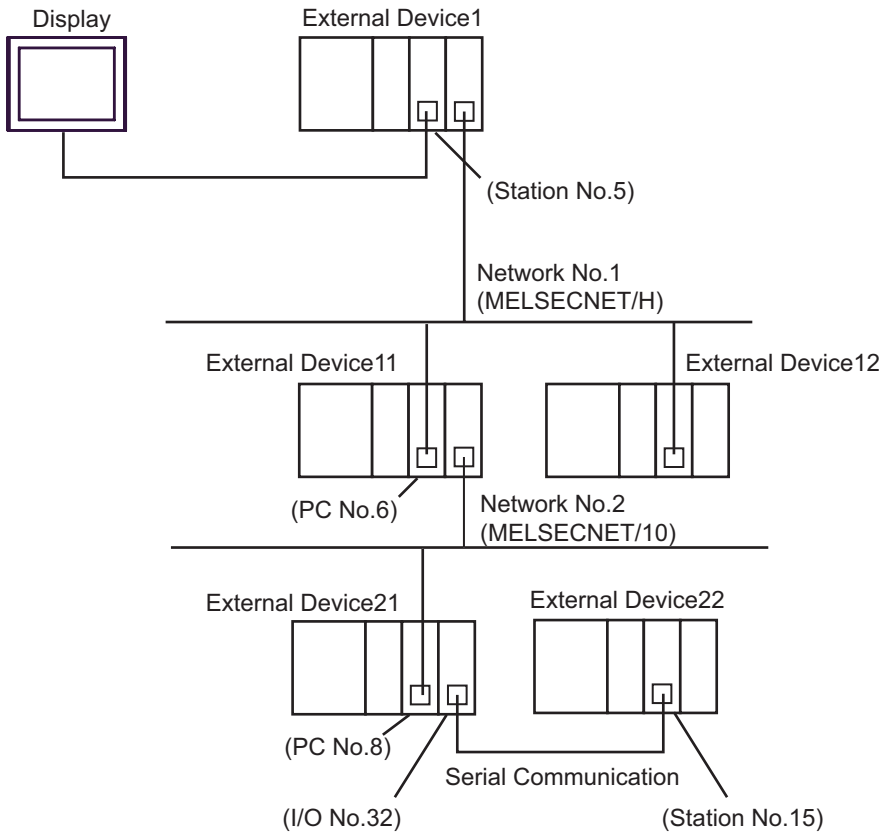 Display
External Device1
(Station No.5)
Network No.1
(MELSECNET/H)
External Device11
External Device12
(PC No.6)
Network No.2
(MELSECNET/10)
External Device21
External Device22
(PC No.8)
Serial Communication
(I/O No.32)
(Station No.15)